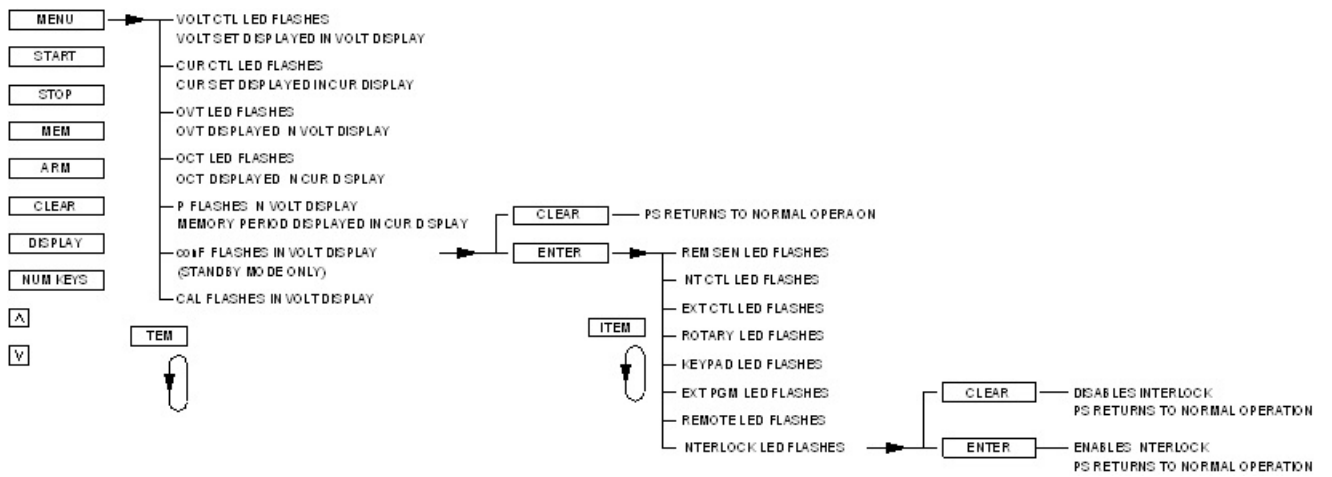 MENU
START
STOP
MEM
ARM
CLEAR
DISPLAY
NUM KEYS
VOLT CTL LED FLASHES
VOLT SET DISPLAYED IN VOLT DISPLAY
CUR CTL LED FLASHES
CUR SET DISPLAYED IN CUR DISPLAY
OVT LED FLASHES
OVT DISPLAYED N VOLT DISPLAY
OCT LED FLASHES
OCT DISPLAYED N CUR D SPLAY
P FLASHES N VOLT DISPLAY
MEMORY PERIOD DISPLAYED IN CUR D SPLAY
conF FLASHES IN VOLT DISPLAY
(STANDBY MODE ONLY)
CAL FLASHES IN VOLT DISPLAY
TEM
CLEAR
PS RETURNS TO NORMAL OPERA ON
ENTER
ITEM
REM SEN LED FLASHES
NT CTL LED FLASHES
EXT CTL LED FLASHES
ROTARY LED FLASHES
KEYPAD LED FLASHES
EXT PGM LED FLASHES
REMOTE LED FLASHES
NTERLOCK LED FLASHES
CLEAR
DISABLES INTERLOCK
PS RETURNS TO NORMAL OPERATION
ENTER
ENABLES NTERLOCK
PS RETURNS TO NORMAL OPERATION